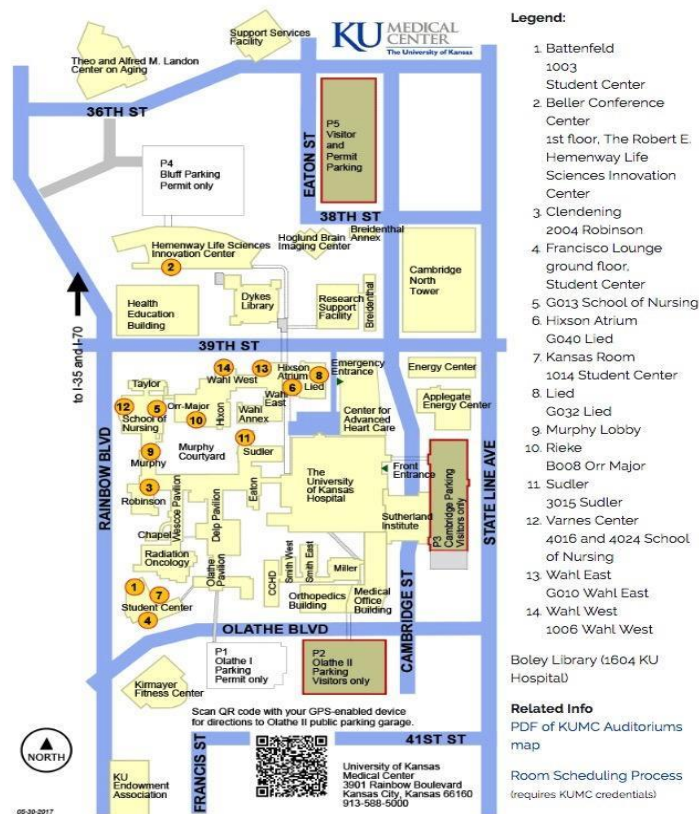 Support Services
Facility
KU MEDICAL
CENTER
The University of Kansas
Theo and Alfred M. Landon
Center on Aging
36TH ST
EATON ST
P5
Visitor
and
Permit
Parking
P4
Bluff Parking
Permit only
38TH ST
Hemenway Life Sciences
Innovation Center
2
Hoglund Brain
Imaging Center
Breidenthal
Annex
Cambridge
North
Tower
Dykes
Library
Research
Support
Facility
Breidenthal
Health
Education
Building
to I-35 and I-70
39TH ST
14
Wahl West
13
Hixson
Atrium
8
6
Lied
Emergency
Entrance
Energy Center
Taylor
12
5
School of
Nursing
Orr-Major
10
Hixon
Wahl
East
Wahl
Annex
Center for
Advanced
Heart Care
Applegate
Energy Center
11
Sudler
9
Murphy
Murphy
Courtyard
3
Robinson
The
University
of Kansas
Hospital
Front
Entrance
P3
Cambridge Parking
Visitors only
RAINBOW BLVD
STATE LINE AVE
Wescoe Pavilion
Delp Pavilion
Eaton
Sutherland
Institute
Chapel
Radiation
Oncology
Olathe
Pavilion
CCHD
Smith West
Smith East
Miller
1
7
Student Center
4
Orthopedics
Building
Medical
Office
Building
CAMBRIDGE ST
OLATHE BLVD
P1
Olathe I
Parking
Permit only
P2
Olathe II
Parking
Visitors only
Kirmayer
Fitness Center
Scan QR code with your GPS-enabled device
for directions to Olathe II public parking garage.
NORTH
FRANCIS ST
41ST ST
KU
Endowment
Association
University of Kansas
Medical Center
3901 Rainbow Boulevard
Kansas City, Kansas 66160
913-588-5000
05-30-2017
Legend:
1. Battenfeld
1003
Student Center
2. Beller Conference
Center
1st floor, The Robert E.
Hemenway Life
Sciences Innovation
Center
3. Clendening
2004 Robinson
4. Francisco Lounge
ground floor,
Student Center
5. G013 School of Nursing
6. Hixson Atrium
G040 Lied
7. Kansas Room
1014 Student Center
8. Lied
G032 Lied
9. Murphy Lobby
10. Rieke
B008 Orr Major
11. Sudler
3015 Sudler
12. Varnes Center
4016 and 4024 School
of Nursing
13. Wahl East
G010 Wahl East
14. Wahl West
1006 Wahl West
Boley Library (1604 KU
Hospital)
Related Info
PDF of KUMC Auditoriums
map
Room Scheduling Process
(requires KUMC credentials)